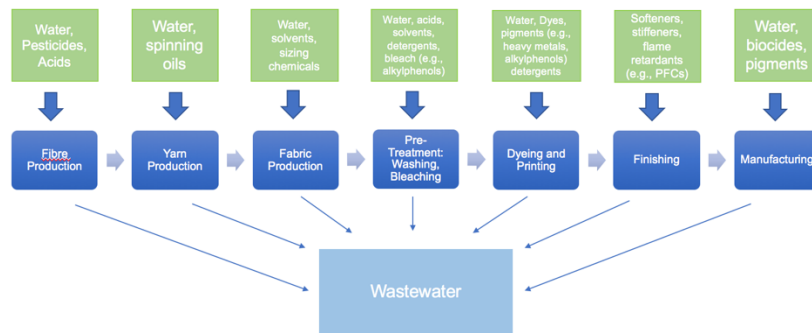 Water,
Pesticides,
Acids
Water,
spinning
oils
Water,
solvents,
sizing
chemicals
Water, acids,
solvents,
detergents,
bleach (e.g.,
alkylphenols)
Water, Dyes,
pigments (e.g.,
heavy metals,
alkylphenols)
detergents
Softeners,
stiffeners,
flame
retardants
(e.g., PFCs)
Water,
biocides,
pigments
Fibre
Production
Yarn
Production
Fabric
Production
Pre-
Treatment:
Washing,
Bleaching
Dyeing and
Printing
Finishing
Manufacturing
Wastewater